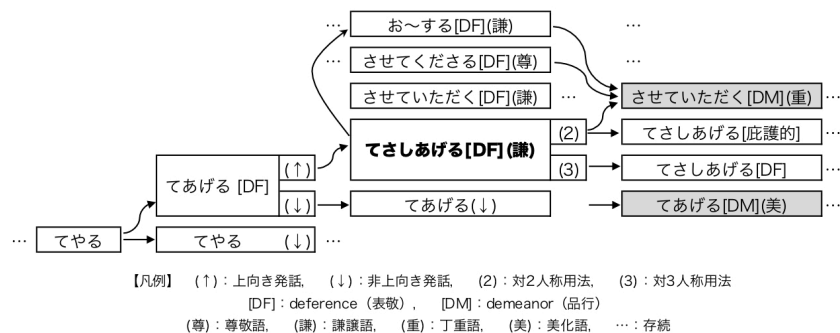 … お～する[DF](謙) …
… させてくださる[DF](尊) …
させていただく[DF](謙) … させていただく[DM](重) …
てさしあげる[DF](謙) (2) てさしあげる[庇護的] …
(3) てさしあげる[DF] …
てあげる [DF] (↑)
(↓) てあげる(↓) てあげる[DM](美) …
… てやる てやる (↓) …
【凡例】 (↑)：上向き発話, (↓)：非上向き発話, (2)：対2人称用法, (3)：対3人称用法
[DF]：deference（表敬）, [DM]：demeanor（品行）
(尊)：尊敬語, (謙)：謙譲語, (重)：丁重語, (美)：美化語, …：存続